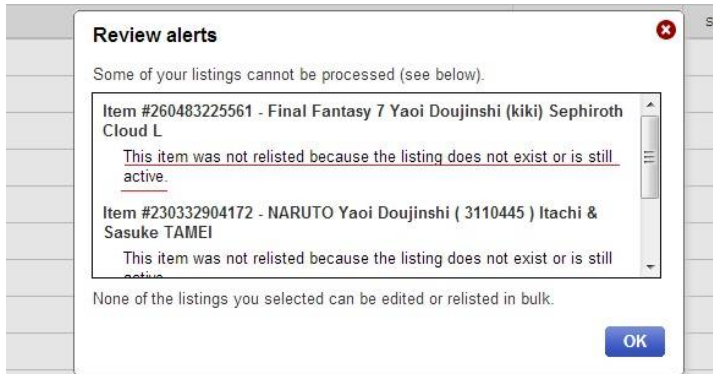 Review alerts
Some of your listings cannot be processed (see below).
Item #260483225561 - Final Fantasy 7 Yaoi Doujinshi (kiki) Sephiroth
Cloud L
This item was not relisted because the listing does not exist or is still
active.
Item #230332904172 - NARUTO Yaoi Doujinshi ( 3110445 ) Itachi &
Sasuke TAMEI
This item was not relisted because the listing does not exist or is still
None of the listings you selected can be edited or relisted in bulk.
OK